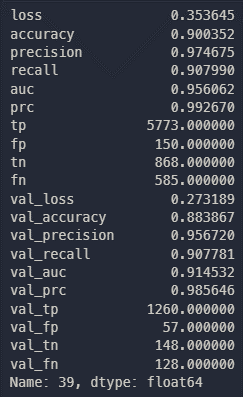 loss 0.353645
accuracy 0.900352
precision 0.974675
recall 0.907990
auc 0.956062
prc 0.992670
tp 5773.000000
fp 150.000000
tn 868.000000
fn 585.000000
val_loss 0.273189
val_accuracy 0.883867
val_precision 0.956720
val_recall 0.907781
val_auc 0.914532
val_prc 0.985646
val_tp 1260.000000
val_fp 57.000000
val_tn 148.000000
val_fn 128.000000
Name: 39, dtype: float64